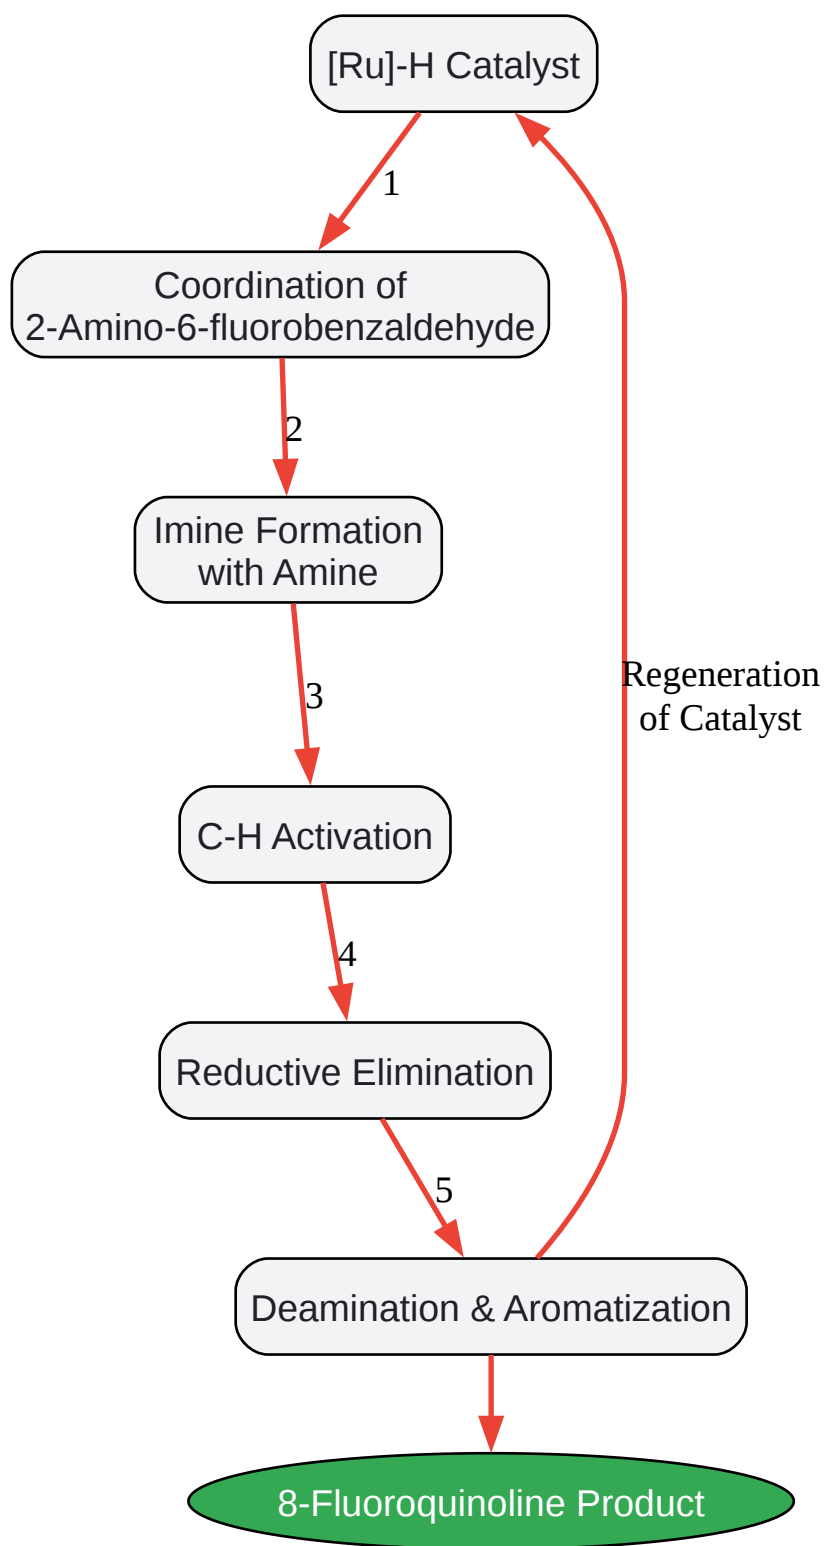 [Ru]-H Catalyst
1
Coordination of
2-Amino-6-fluorobenzaldehyde
2
Imine Formation
with Amine
3
Regeneration
of Catalyst
C-H Activation
4
Reductive Elimination
5
Deamination & Aromatization
8-Fluoroquinoline Product